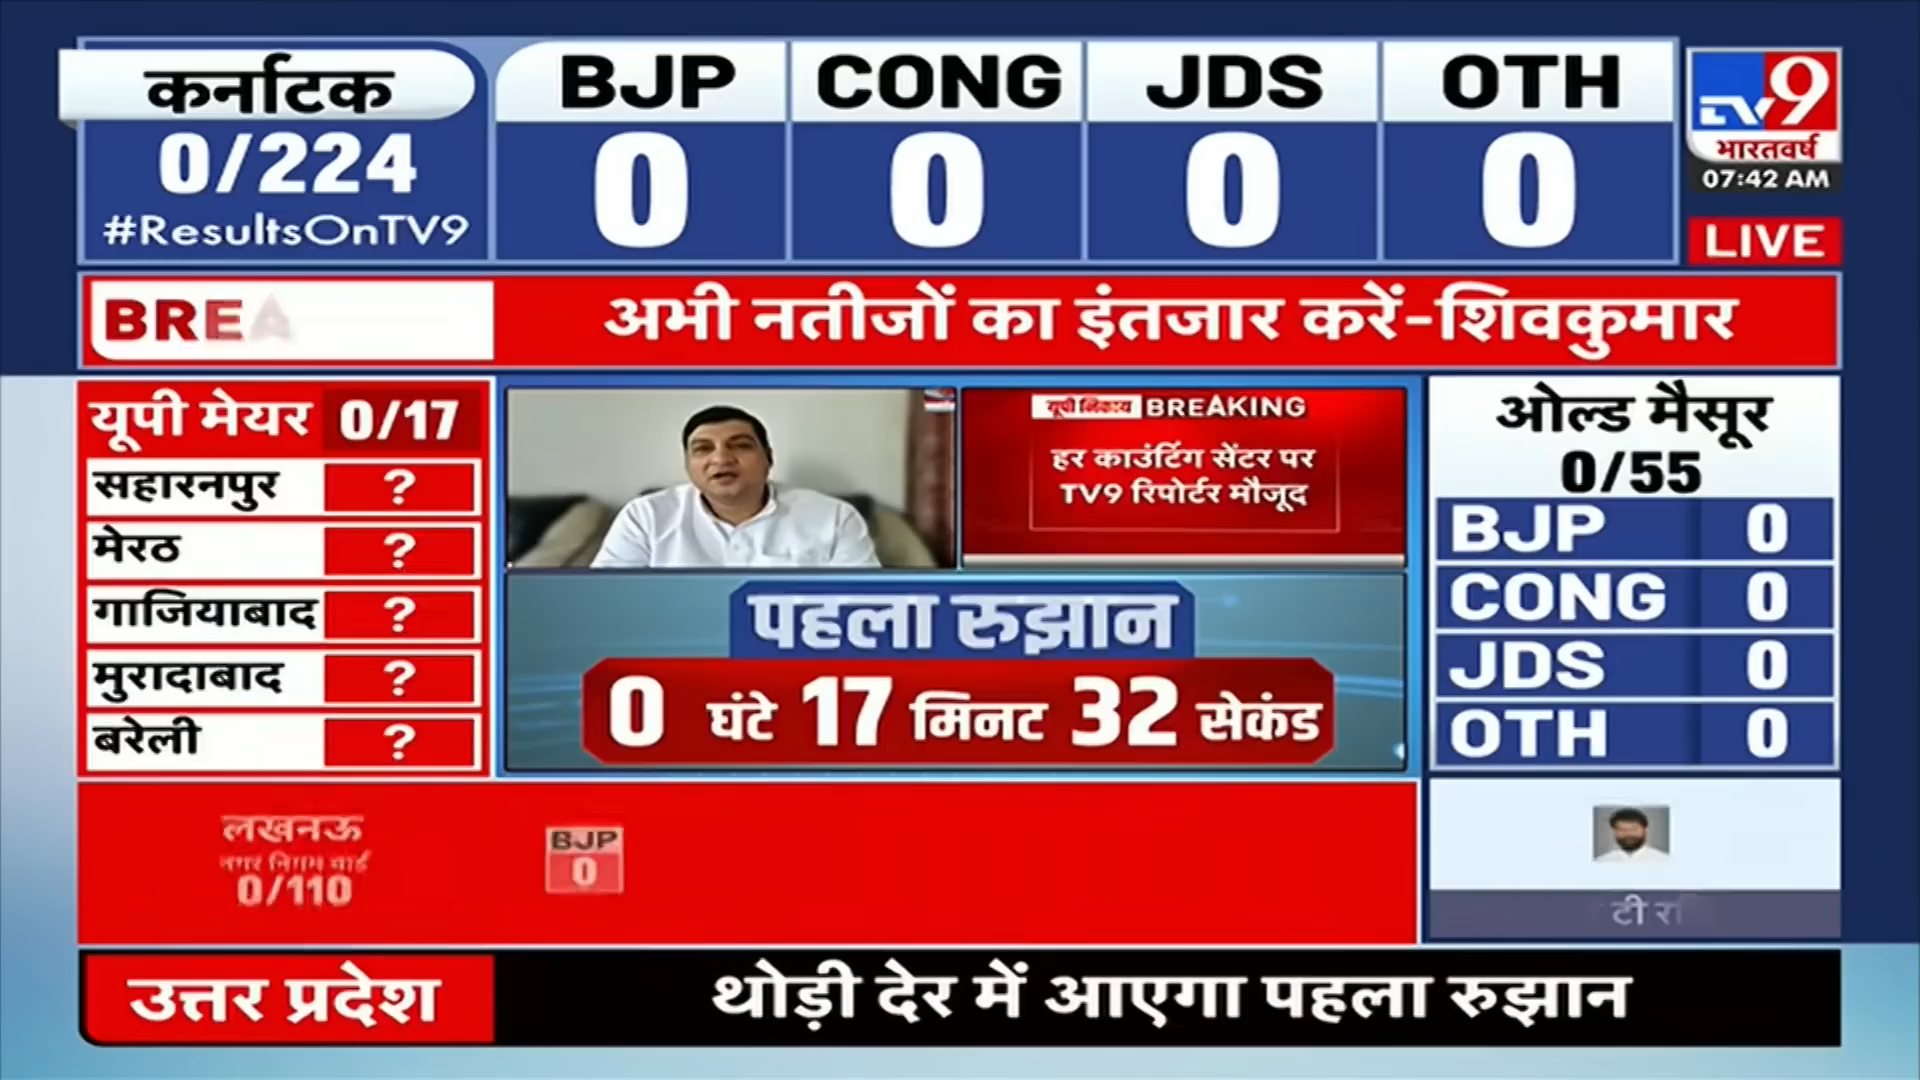 कर्नाटक
0/224
#ResultsOnTV9
BJP CONG JDS OTH
0 0 0 0
TV9
भारतवर्ष
07:42 AM
LIVE
BREA
अभी नतीजों का इंतजार करें-शिवकुमार
यूपी मेयर 0/17
सहारनपुर ?
मेरठ ?
गाजियाबाद ?
मुरादाबाद ?
बरेली ?
यूपी निकाय BREAKING
हर काउंटिंग सेंटर पर
TV9 रिपोर्टर मौजूद
पहला रुझान
0 घंटे 17 मिनट 32 सेकंड
ओल्ड मैसूर
0/55
BJP 0
CONG 0
JDS 0
OTH 0
लखनऊ
नगर निगम वार्ड
0/110
BJP
0
टी
उत्तर प्रदेश
थोड़ी देर में आएगा पहला रुझान